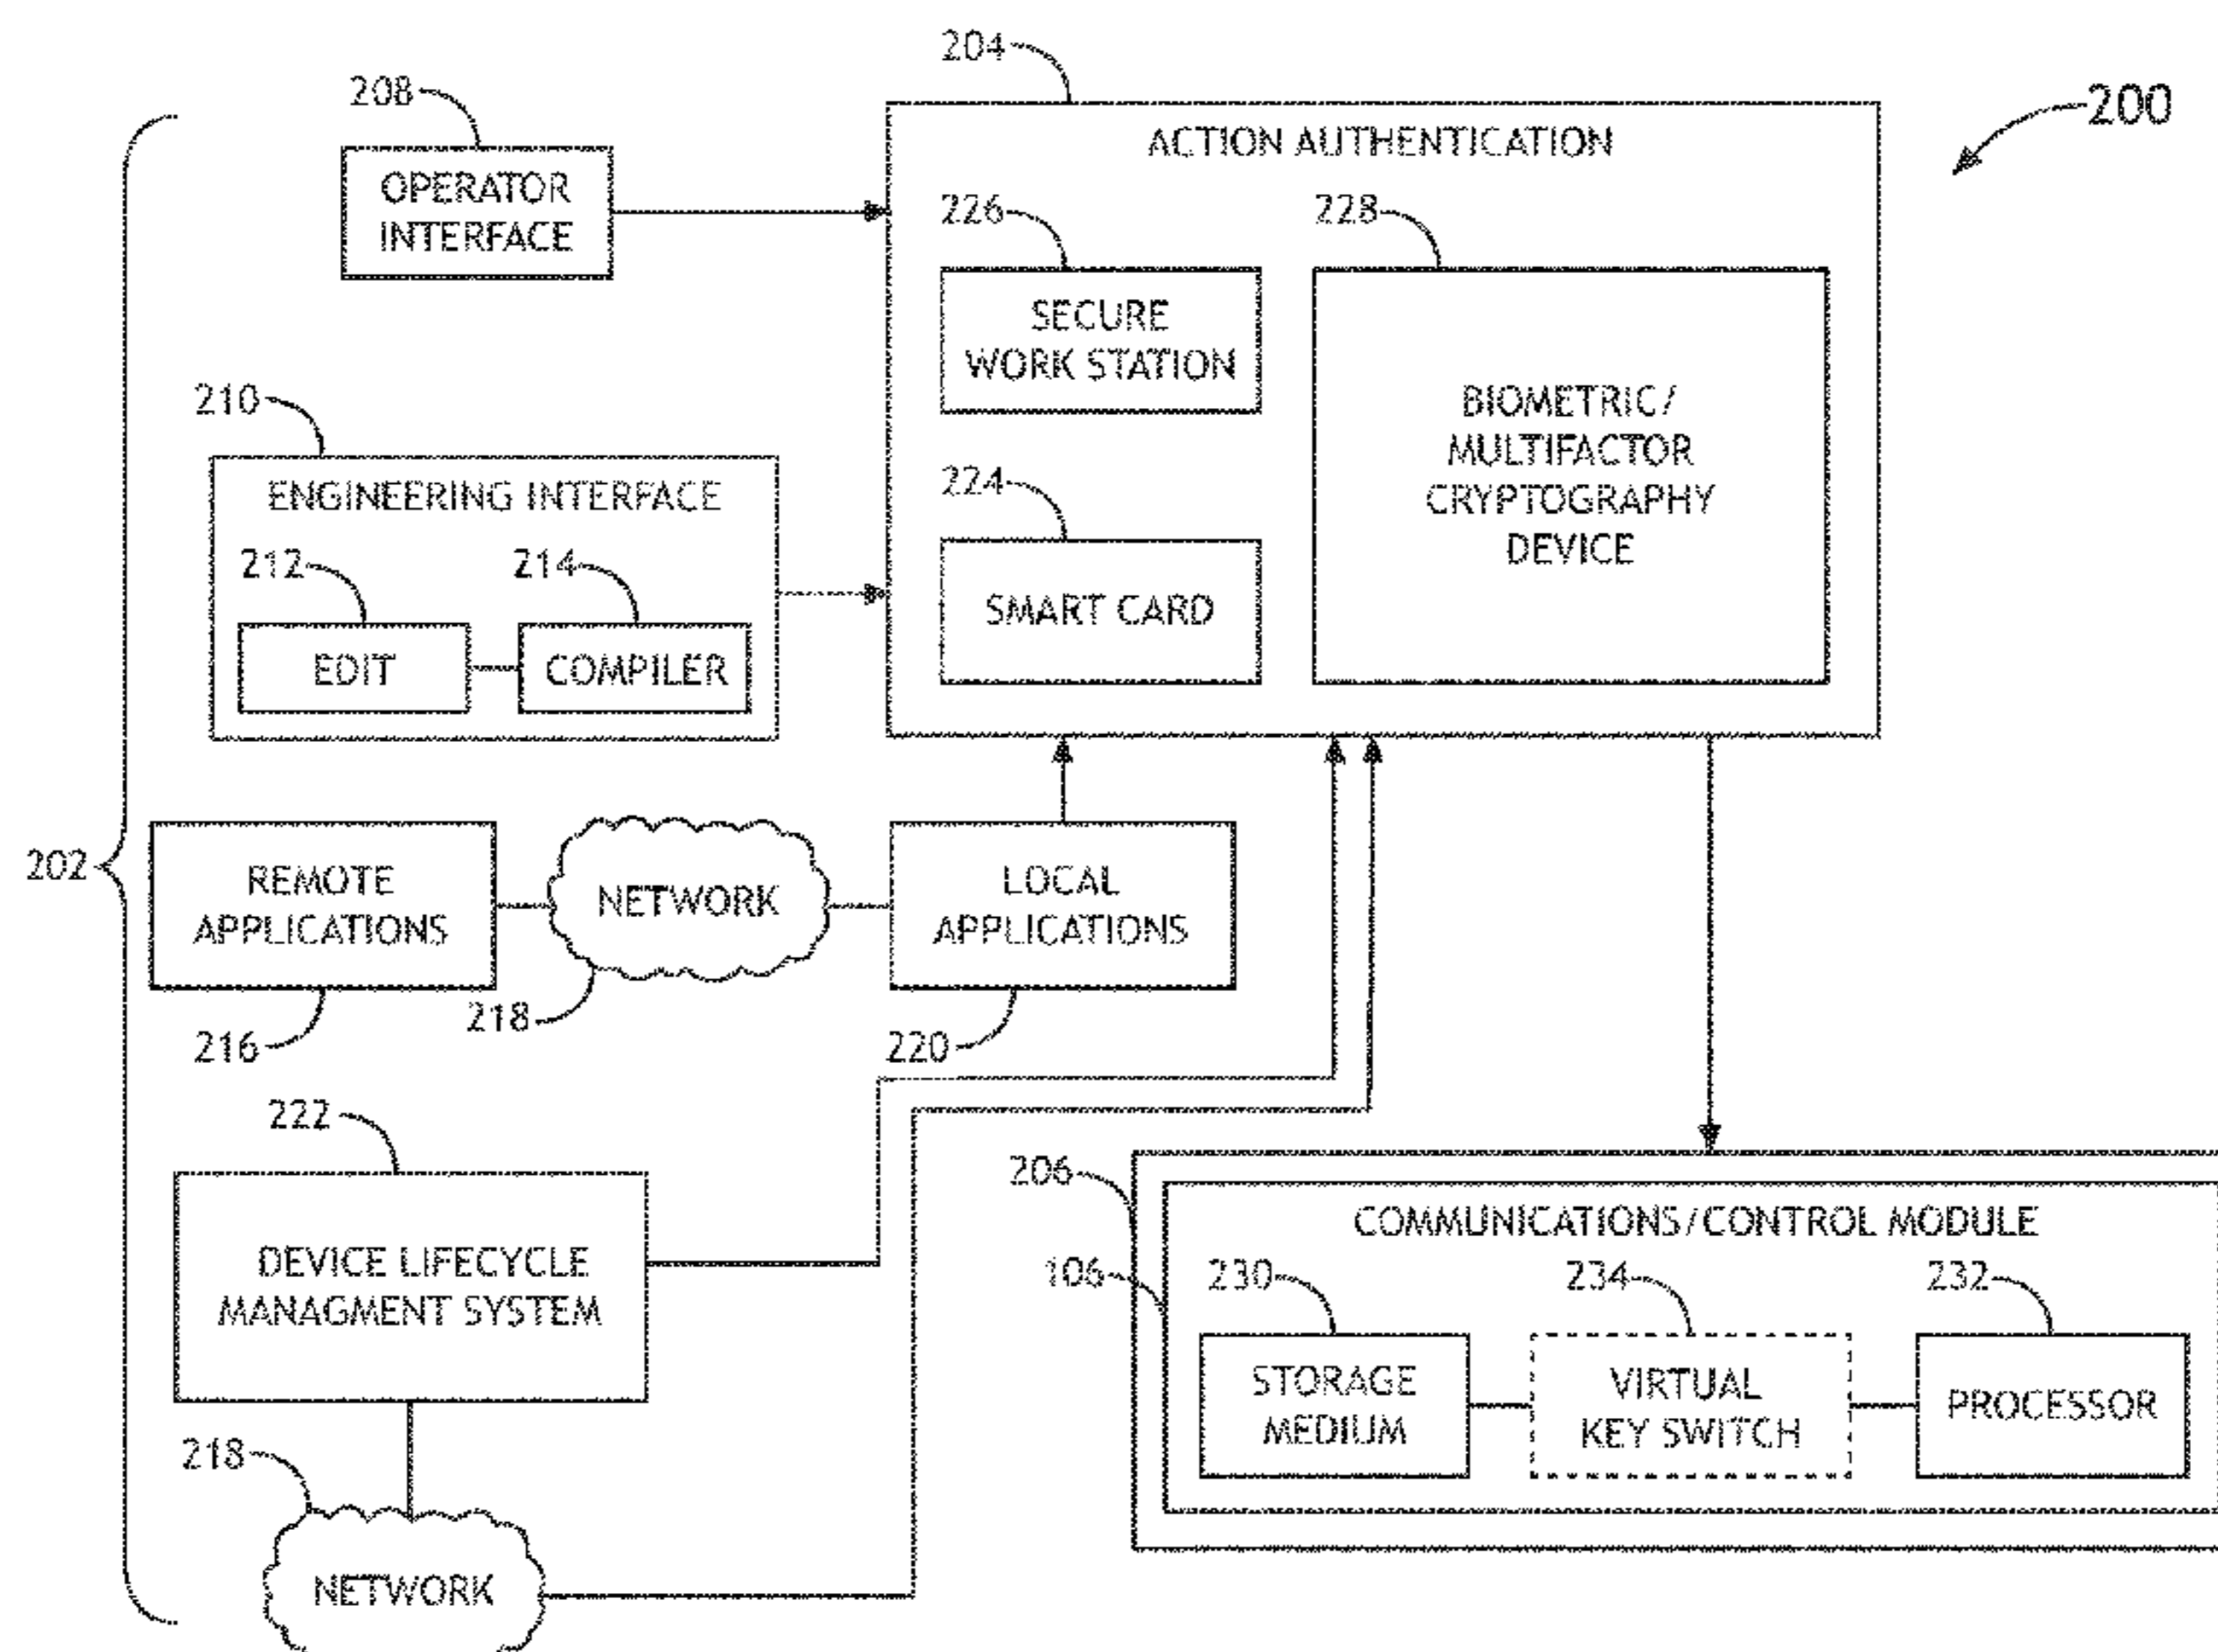 204
208
200
ACTION AUTHENTICATION
OPERATOR
INTERFACE
226
228
SECURE
WORK STATION
BIOMETRIC/
MULTIFACTOR
CRYPTOGRAPHY
DEVICE
210
ENGINEERING INTERFACE
224
212
214
SMART CARD
EDIT
COMPILER
202
REMOTE
APPLICATIONS
NETWORK
LOCAL
APPLICATIONS
216
218
220
222
DEVICE LIFECYCLE
MANAGMENT SYSTEM
206
COMMUNICATIONS/CONTROL MODULE
106
230
234
232
STORAGE
MEDIUM
VIRTUAL
KEY SWITCH
PROCESSOR
218
NETWORK